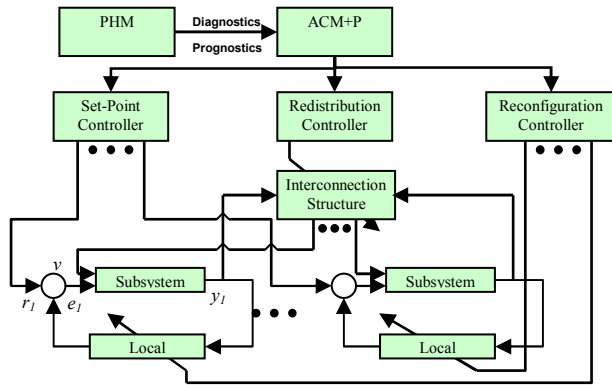 PHM
Diagnostics
Prognostics
ACM+P
Set-Point
Controller
Redistribution
Controller
Reconfiguration
Controller
Interconnection
Structure
v
r1
e1
Subsystem
y1
Subsystem
Local
Local